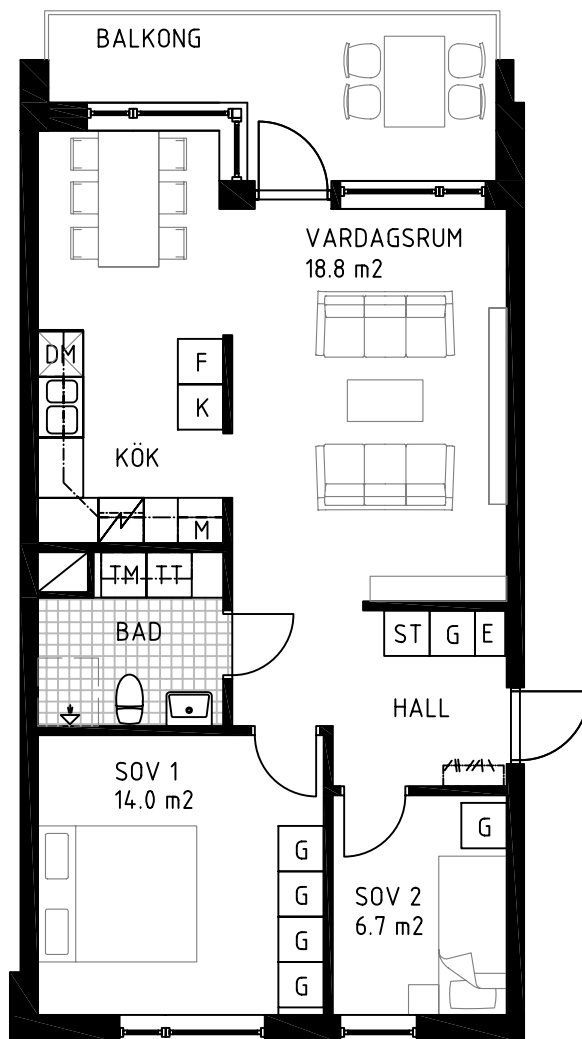 BALKONG
VARDAGSRUM
18.8 m2
DM
F
K
KÖK
M
TM TT
BAD
ST G E
HALL
SOV 1
14.0 m2
G
G
G
G
G
SOV 2
6.7 m2